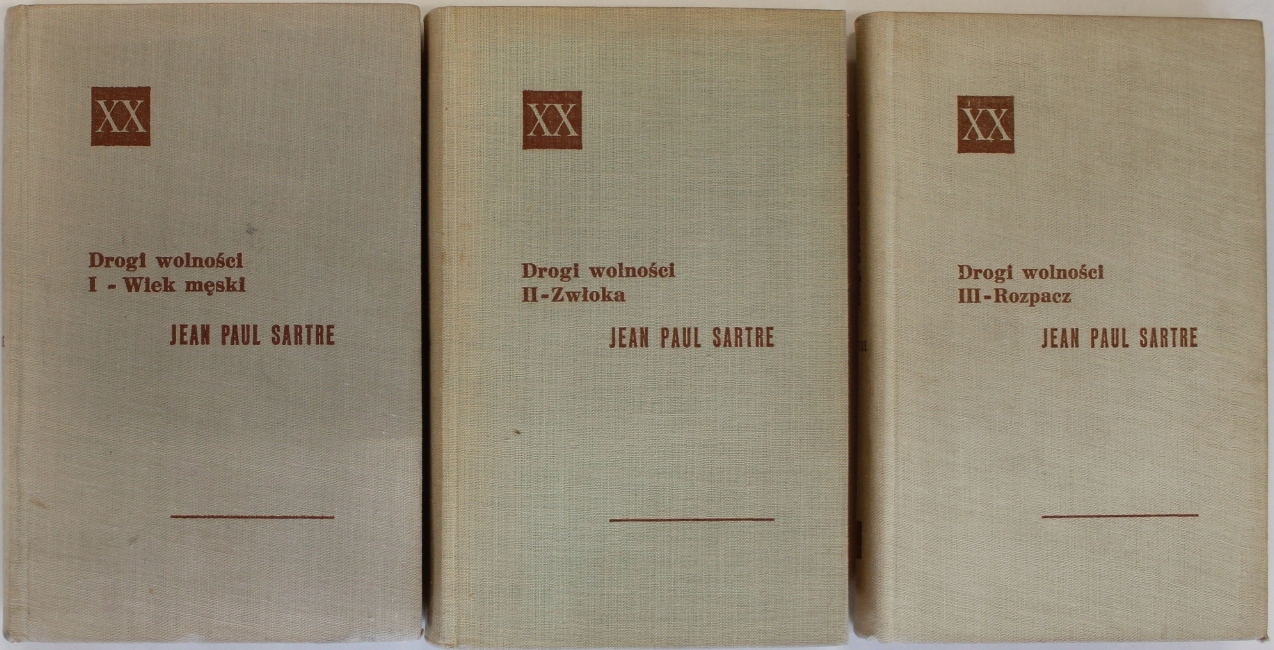 XX
Drogi wolności
I - Wiek męski
JEAN PAUL SARTRE
XX
Drogi wolności
II-Zwłoka
JEAN PAUL SARTRE
XX
Drogi wolności
III-Rozpacz
JEAN PAUL SARTRE